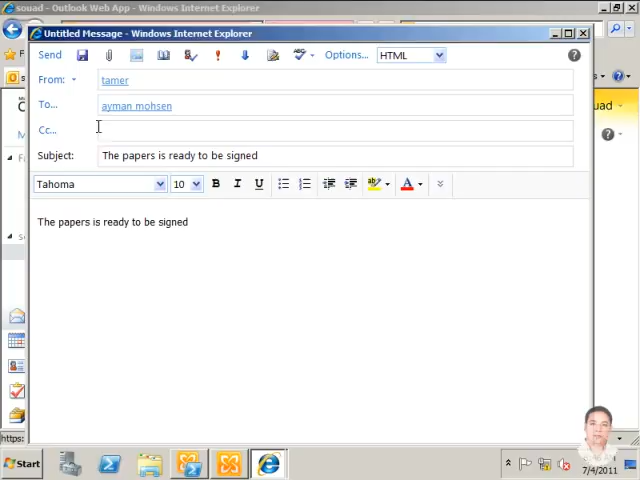 souad - Outlook Web App - Windows Internet Explorer
Untitled Message - Windows Internet Explorer
Send
Options...
HTML
From:
tamer
To...
ayman mohsen
Cc...
Subject:
The papers is ready to be signed
Tahoma
10
B
I
U
A
The papers is ready to be signed
uad
https:
Start
7/4/2011